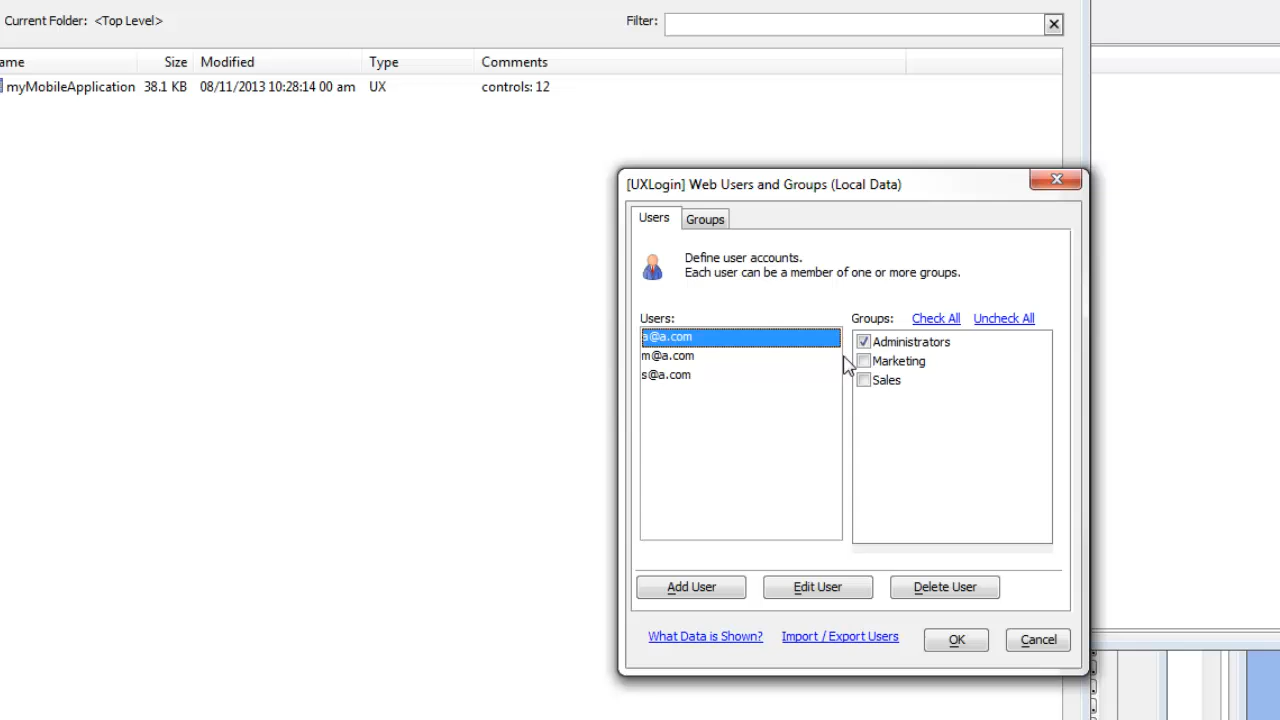 Current Folder: <Top Level>
Filter:
ame Size Modified Type Comments
myMobileApplication 38.1 KB 08/11/2013 10:28:14 00 am UX controls: 12
[UXLogin] Web Users and Groups (Local Data)
Users Groups
Define user accounts.
Each user can be a member of one or more groups.
Users:
a@a.com
m@a.com
s@a.com
Groups: Check All Uncheck All
Administrators
Marketing
Sales
Add User Edit User Delete User
What Data is Shown? Import / Export Users OK Cancel